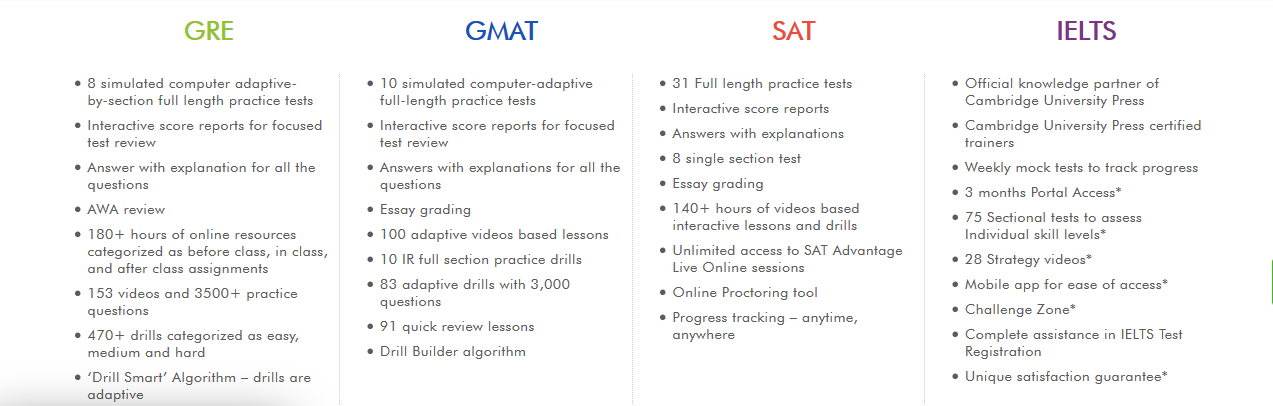 GRE
• 8 simulated computer adaptive-
by-section full length practice tests
• Interactive score reports for focused
test review
• Answer with explanation for all the
questions
• AWA review
• 180+ hours of online resources
categorized as before class, in class,
and after class assignments
• 153 videos and 3500+ practice
questions
• 470+ drills categorized as easy,
medium and hard
• ‘Drill Smart’ Algorithm – drills are
adaptive
GMAT
• 10 simulated computer-adaptive
full-length practice tests
• Interactive score reports for focused
test review
• Answers with explanations for all the
questions
• Essay grading
• 100 adaptive videos based lessons
• 10 IR full section practice drills
• 83 adaptive drills with 3,000
questions
• 91 quick review lessons
• Drill Builder algorithm
SAT
• 31 Full length practice tests
• Interactive score reports
• Answers with explanations
• 8 single section test
• Essay grading
• 140+ hours of videos based
interactive lessons and drills
• Unlimited access to SAT Advantage
Live Online sessions
• Online Proctoring tool
• Progress tracking – anytime,
anywhere
IELTS
• Official knowledge partner of
Cambridge University Press
• Cambridge University Press certified
trainers
• Weekly mock tests to track progress
• 3 months Portal Access*
• 75 Sectional tests to assess
Individual skill levels*
• 28 Strategy videos*
• Mobile app for ease of access*
• Challenge Zone*
• Complete assistance in IELTS Test
Registration
• Unique satisfaction guarantee*